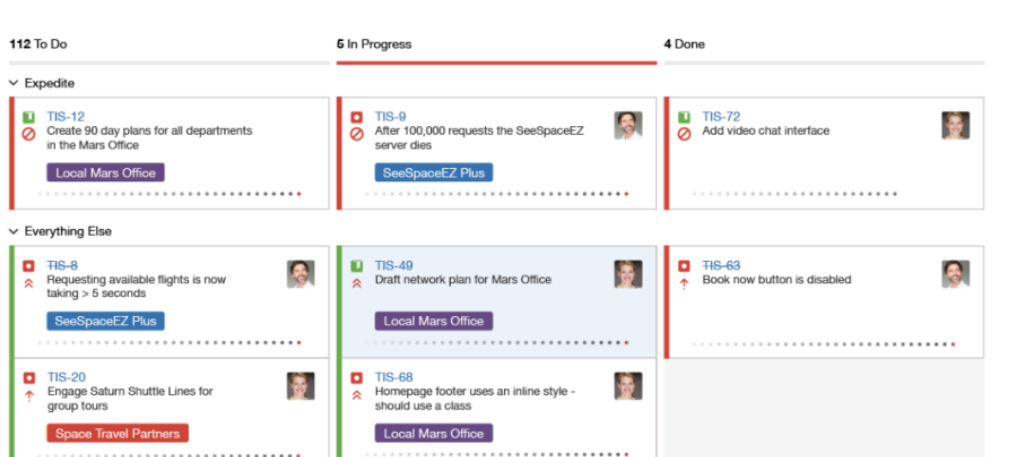 112 To Do
5 In Progress
4 Done
Expedite
TIS-12
Create 90 day plans for all departments
in the Mars Office
Local Mars Office
TIS-9
After 100,000 requests the SeeSpaceEZ
server dies
SeeSpaceEZ Plus
TIS-72
Add video chat interface
Everything Else
TIS-8
Requesting available flights is now
taking > 5 seconds
SeeSpaceEZ Plus
TIS-49
Draft network plan for Mars Office
Local Mars Office
TIS-63
Book now button is disabled
TIS-20
Engage Saturn Shuttle Lines for
group tours
Space Travel Partners
TIS-68
Homepage footer uses an inline style -
should use a class
Local Mars Office